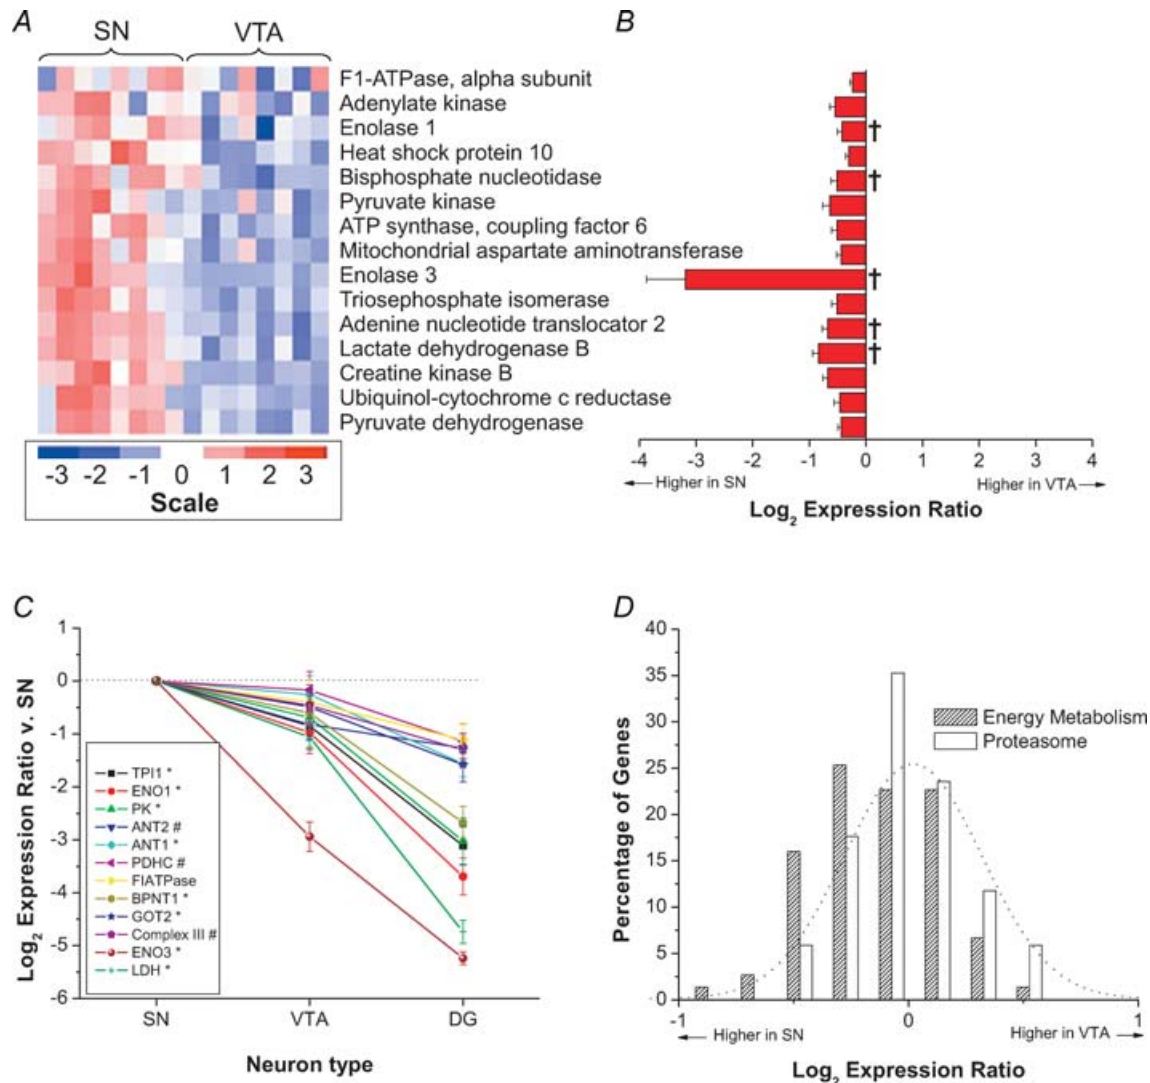 A
SN VTA
F1-ATPase, alpha subunit
Adenylate kinase
Enolase 1
Heat shock protein 10
Bisphosphate nucleotidase
Pyruvate kinase
ATP synthase, coupling factor 6
Mitochondrial aspartate aminotransferase
Enolase 3
Triosephosphate isomerase
Adenine nucleotide translocator 2
Lactate dehydrogenase B
Creatine kinase B
Ubiquinol-cytochrome c reductase
Pyruvate dehydrogenase
-3 -2 -1 0 1 2 3
Scale
B
†
†
†
†
†
-4 -3 -2 -1 0 1 2 3 4
Higher in SN Higher in VTA
Log2 Expression Ratio
C
1
0
-1
-2
-3
-4
-5
-6
Log2 Expression Ratio v. SN
TPI1 *
ENO1 *
PK *
ANT2 #
ANT1 *
PDHC #
FIATPase
BPNT1 *
GOT2 *
Complex III #
ENO3 *
LDH *
SN VTA DG
Neuron type
D
40
35
30
25
20
15
10
5
0
Percentage of Genes
Energy Metabolism
Proteasome
-1 0 1
Higher in SN Higher in VTA
Log2 Expression Ratio